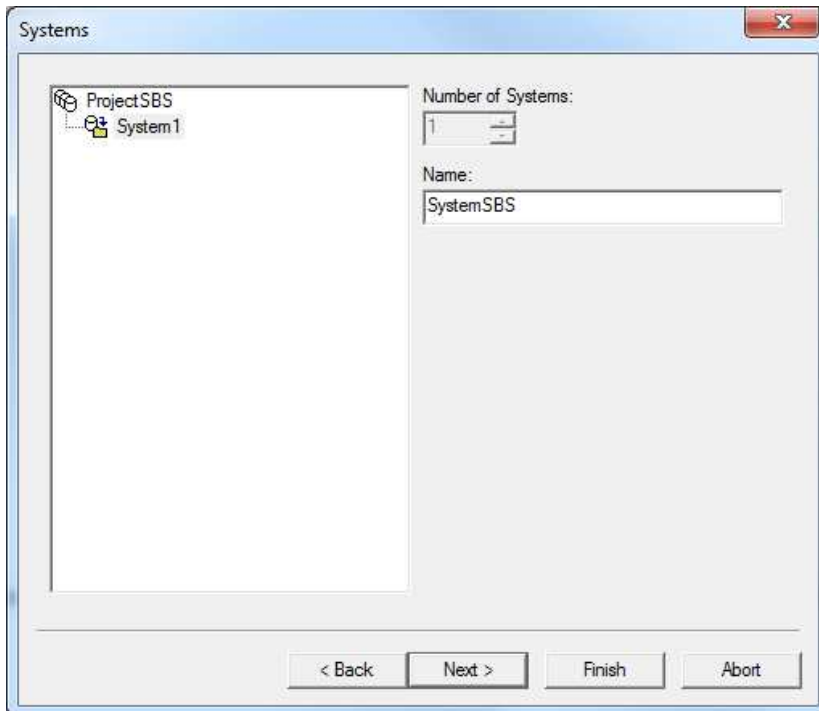 Systems
ProjectSBS
System1
Number of Systems:
1
Name:
SystemSBS
< Back
Next >
Finish
Abort